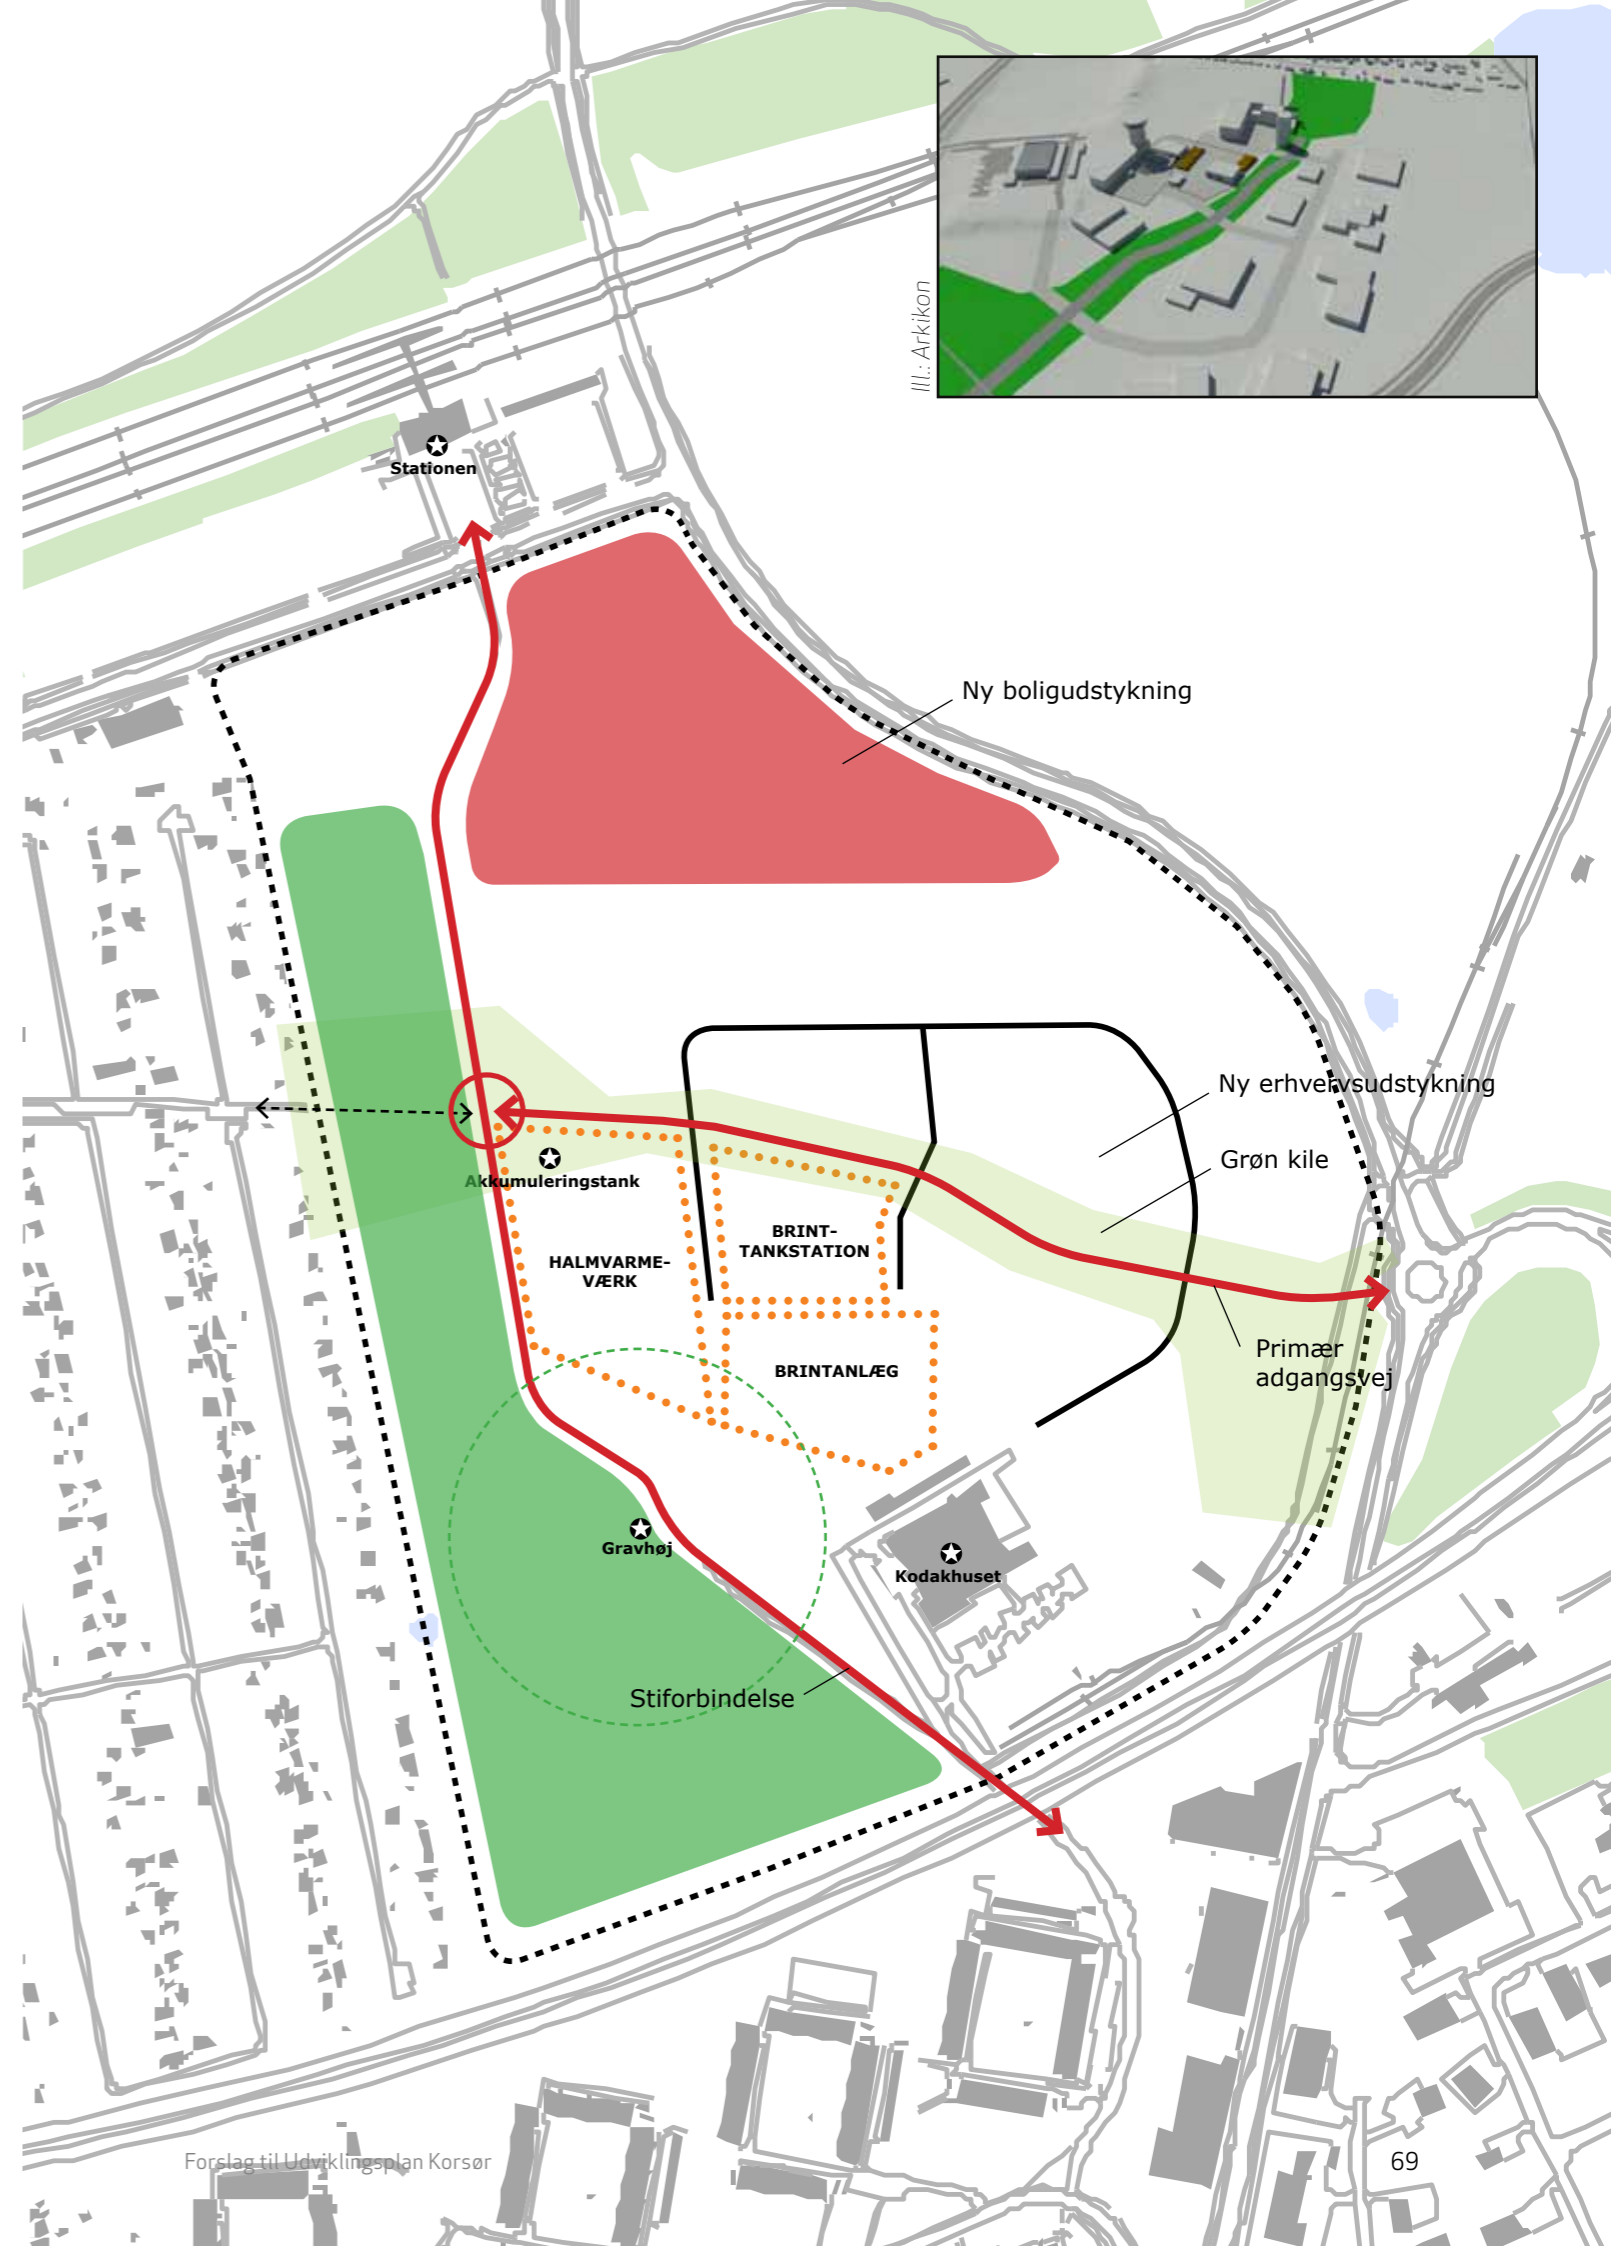 Ill.: Arkikon
Stationen
Ny boligudstykning
Ny erhvervsudstykning
Grøn kile
Akkumuleringstank
BRINT-
TANKSTATION
HALMVARME-
VÆRK
Primær
adgangsvej
BRINTANLÆG
Gravhøj
Kodakhuset
Stiforbindelse
Forslag til Udviklingsplan Korsør
69